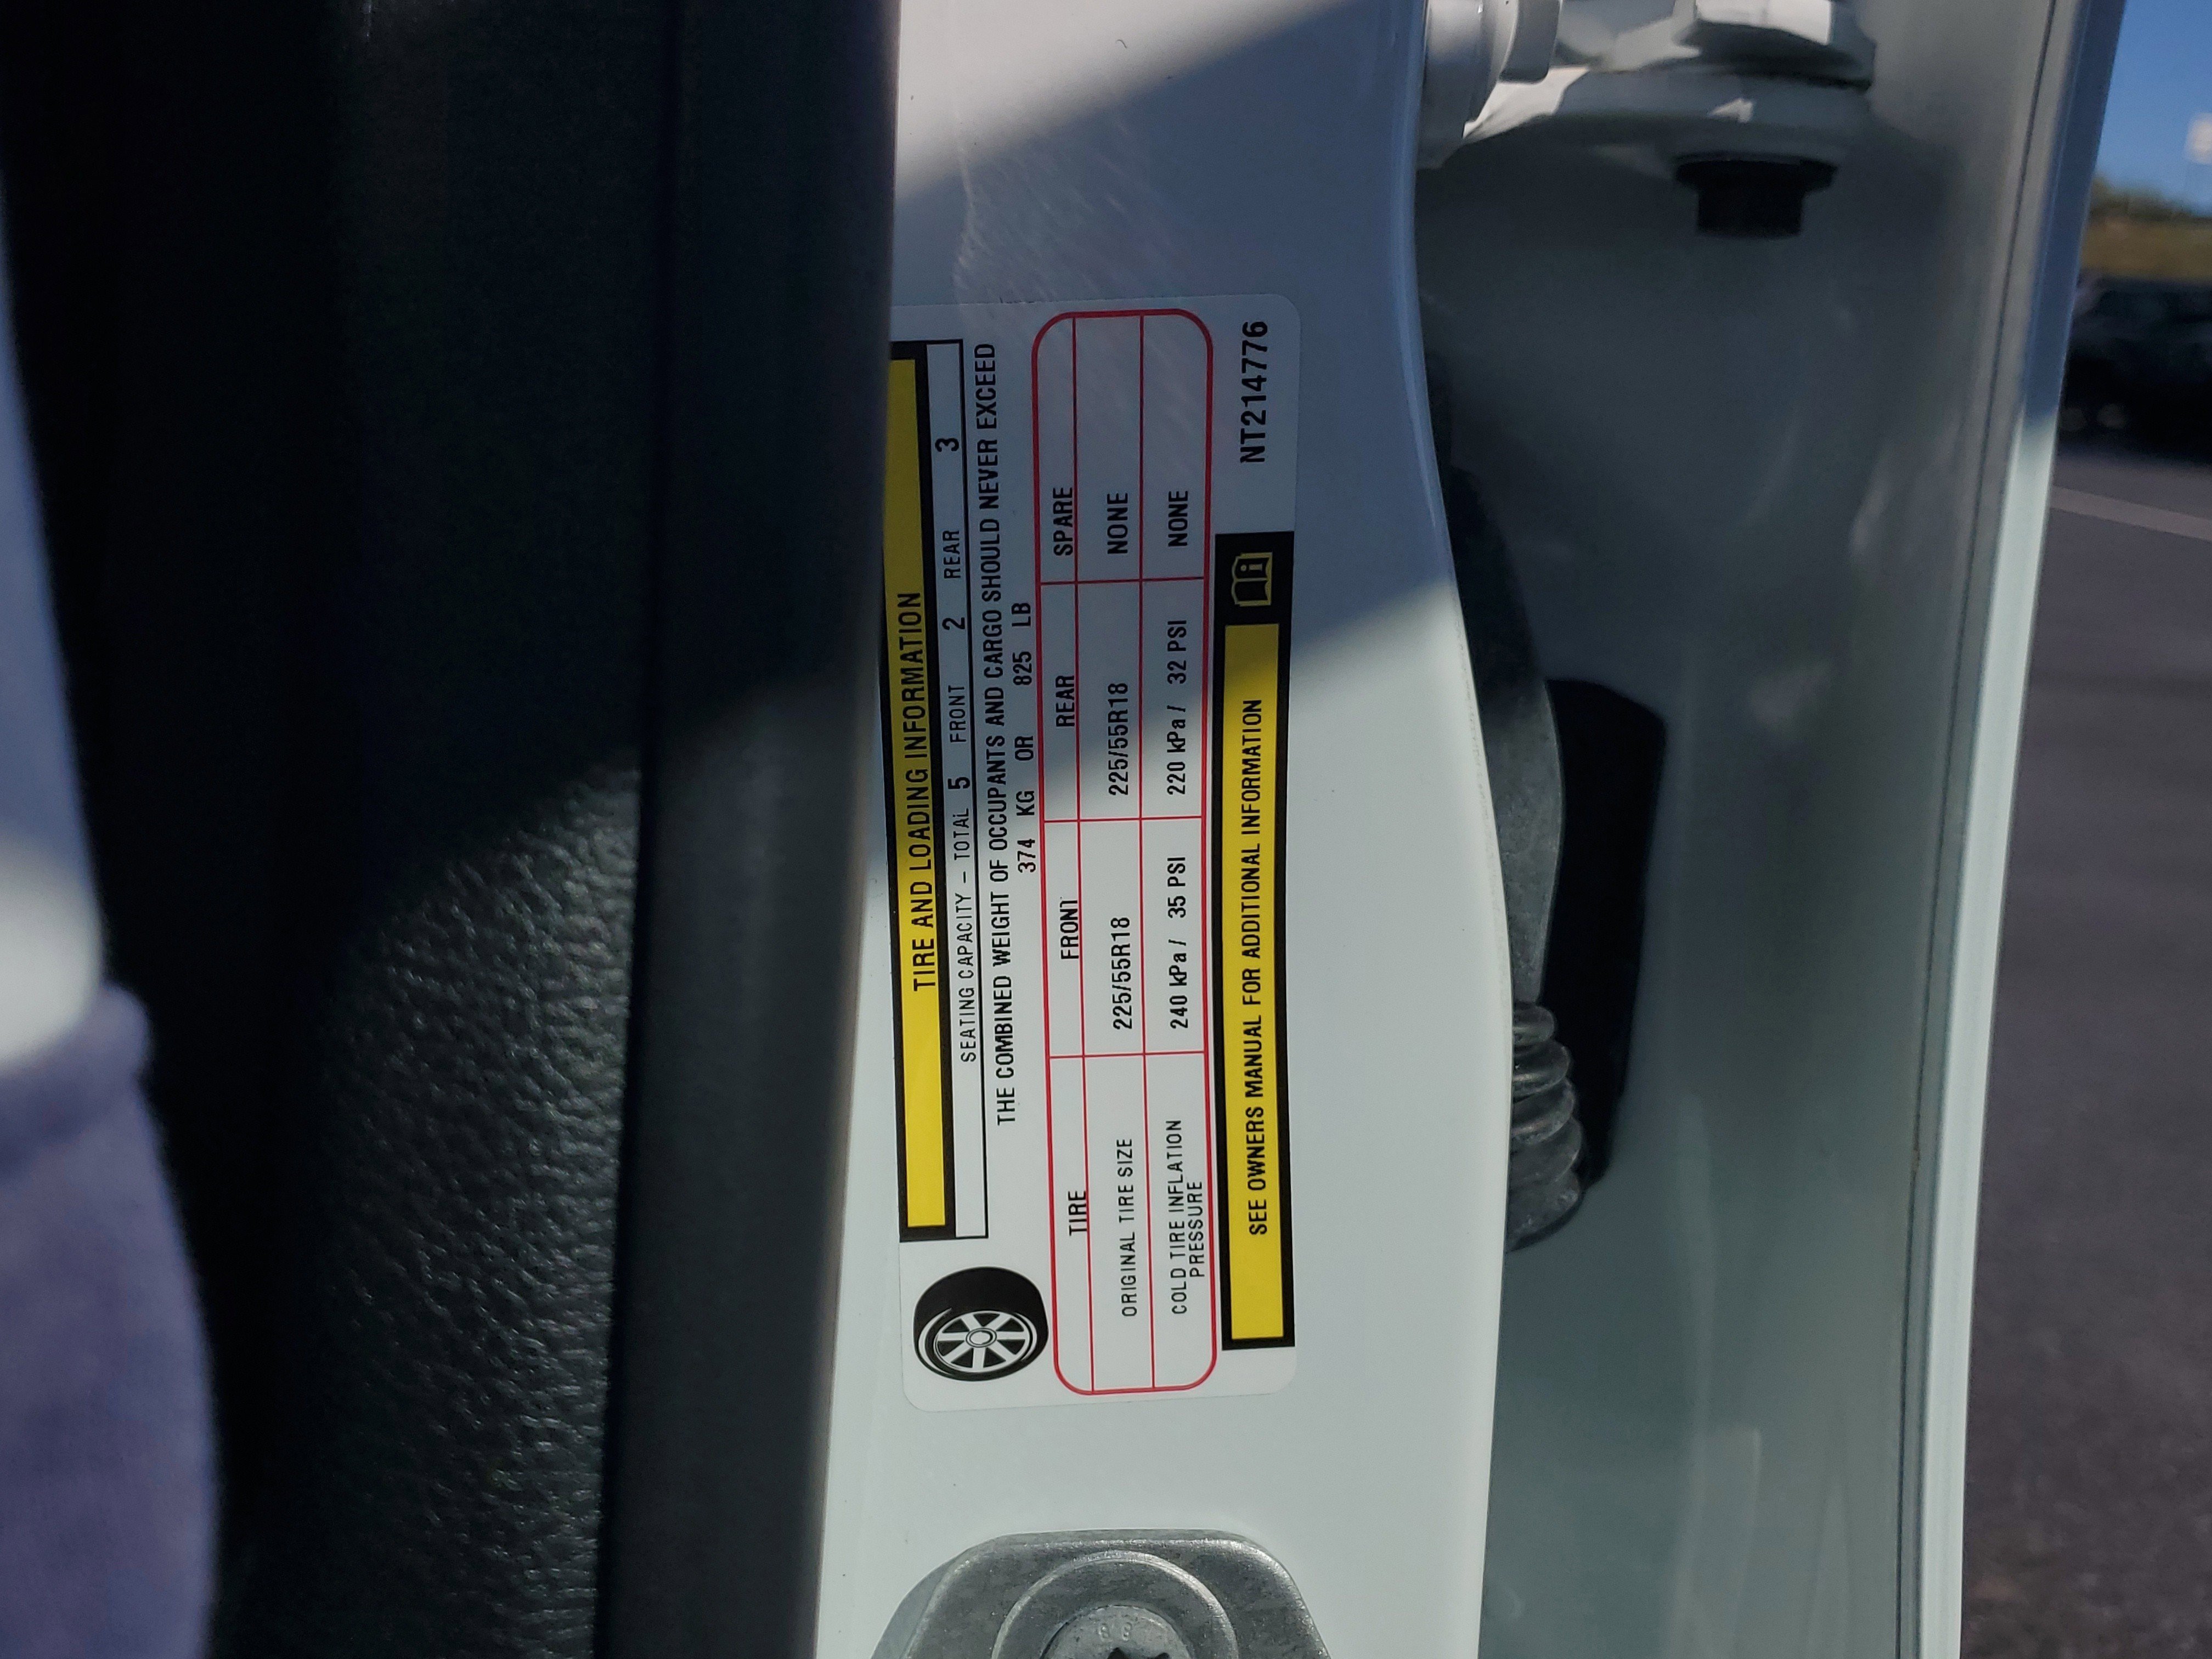 TIRE AND LOADING INFORMATION
SEATING CAPACITY – TOTAL 5 FRONT 2 REAR 3
THE COMBINED WEIGHT OF OCCUPANTS AND CARGO SHOULD NEVER EXCEED
374 KG OR 825 LB
TIRE FRONT REAR SPARE
ORIGINAL TIRE SIZE 225/55R18 225/55R18 NONE
COLD TIRE INFLATION PRESSURE 240 kPa / 35 PSI 220 kPa / 32 PSI NONE
SEE OWNERS MANUAL FOR ADDITIONAL INFORMATION
NT214776